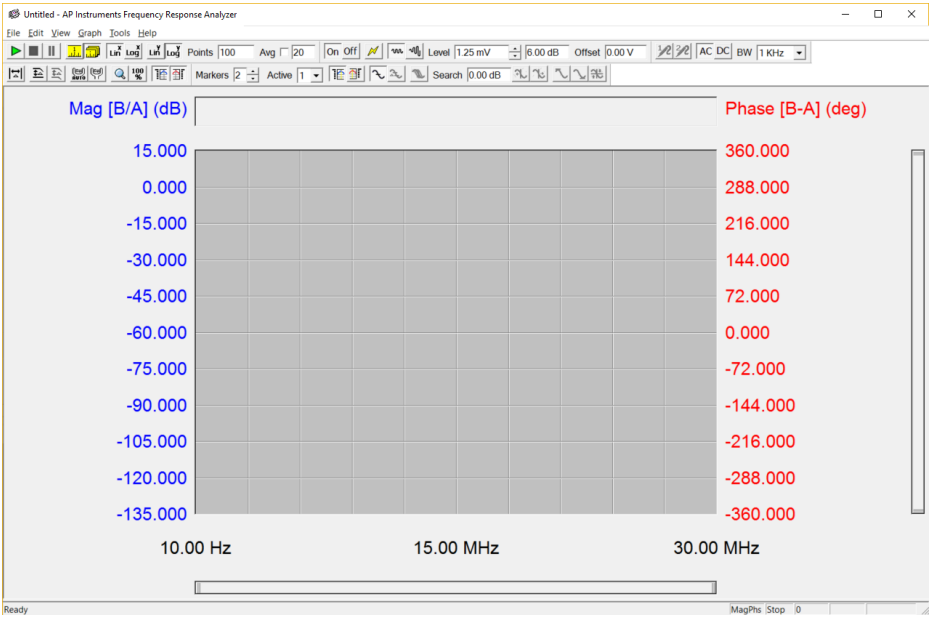 Untitled - AP Instruments Frequency Response Analyzer
File Edit View Graph Tools Help
Lin X Log X Lin Y Log Y Points 100 Avg 20 On Off Level 1.25 mV 6.00 dB Offset 0.00 V AC DC BW 1 KHz
data 100 % Markers 2 Active 1 Search 0.00 dB
Mag [B/A] (dB) Phase [B-A] (deg)
15.000 360.000
0.000 288.000
-15.000 216.000
-30.000 144.000
-45.000 72.000
-60.000 0.000
-75.000 -72.000
-90.000 -144.000
-105.000 -216.000
-120.000 -288.000
-135.000 -360.000
10.00 Hz 15.00 MHz 30.00 MHz
Ready MagPhs Stop 0